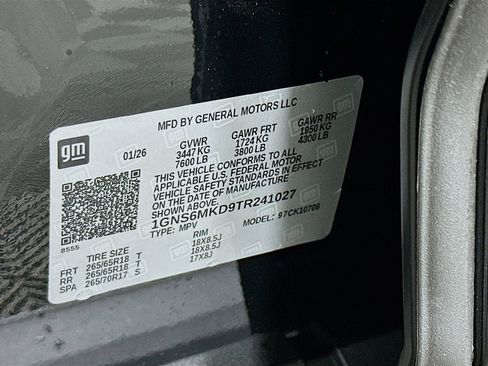 MFD BY GENERAL MOTORS LLC
gm
01/26 GVWR GAWR FRT GAWR RR
3447KG 1724 KG 1950 KG
7600 LB 3800 LB 4300 LB
THIS VEHICLE CONFORMS TO ALL
APPLICABLE U.S. FEDERAL MOTOR
VEHICLE SAFETY STANDARDS IN EFFECT
ON THE DATE OF MANUFACTURE
SHOWN ABOVE.
1GNS6MKD9TR241027
8555 TYPE: MPV MODEL: 97CK10706
TIRE SIZE RIM
FRT 265/65R18 T 18X8.5J
RR 265/65R18 T 18X8.5J
SPA 265/70R17 S 17X8J